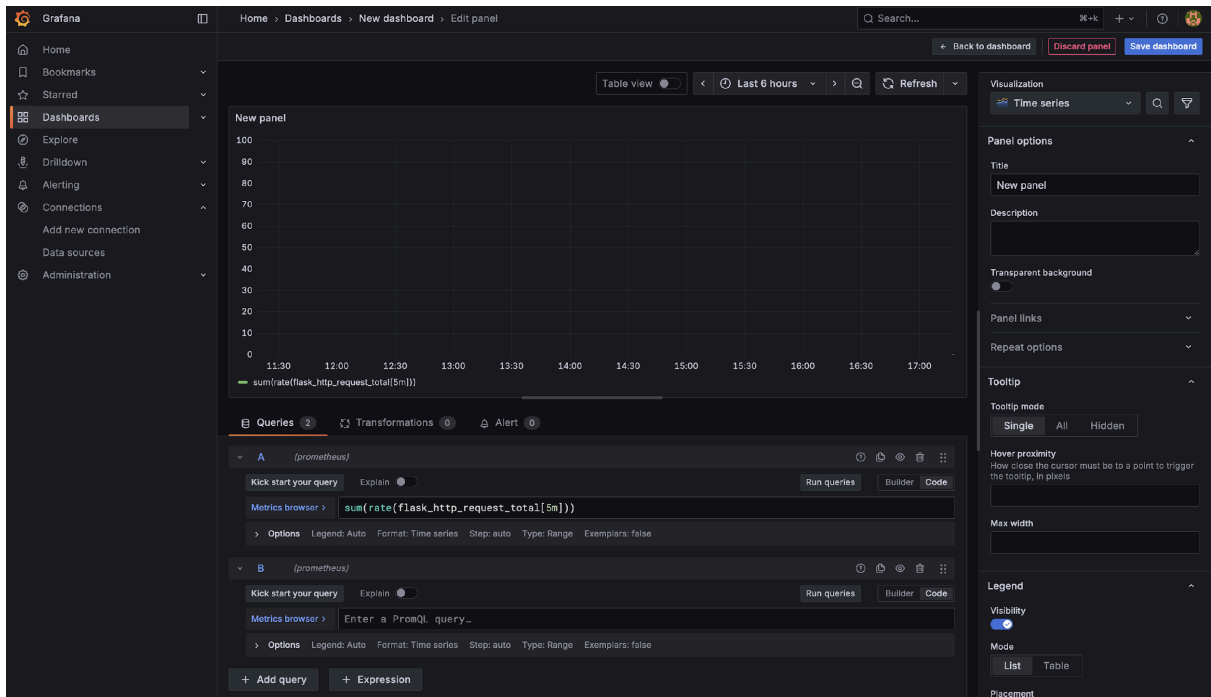 Grafana
Home › Dashboards › New dashboard › Edit panel
Search...
⌘+k
Back to dashboard
Discard panel
Save dashboard
Home
Bookmarks
Starred
Dashboards
Explore
Drilldown
Alerting
Connections
Add new connection
Data sources
Administration
Table view
Last 6 hours
Refresh
New panel
100
90
80
70
60
50
40
30
20
10
0
11:30 12:00 12:30 13:00 13:30 14:00 14:30 15:00 15:30 16:00 16:30 17:00
sum(rate(flask_http_request_total[5m]))
Queries 2
Transformations 0
Alert 0
A (prometheus)
Kick start your query Explain Run queries Builder Code
Metrics browser › sum(rate(flask_http_request_total[5m]))
› Options Legend: Auto Format: Time series Step: auto Type: Range Exemplars: false
B (prometheus)
Kick start your query Explain Run queries Builder Code
Metrics browser › Enter a PromQL query…
› Options Legend: Auto Format: Time series Step: auto Type: Range Exemplars: false
+ Add query + Expression
Visualization
Time series
Panel options
Title
New panel
Description
Transparent background
Panel links
Repeat options
Tooltip
Tooltip mode
Single All Hidden
Hover proximity
How close the cursor must be to a point to trigger
the tooltip, in pixels
Max width
Legend
Visibility
Mode
List Table
Placement